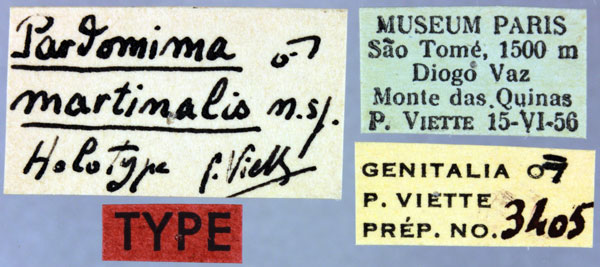 Pardomima ♂
martinalis n.sp.
Holotype P. Viette
TYPE
MUSEUM PARIS
São Tomé, 1500 m
Diogo Vaz
Monte das Quinas
P. VIETTE 15-VI-56
GENITALIA ♂
P. VIETTE
PRÉP. NO. 3405